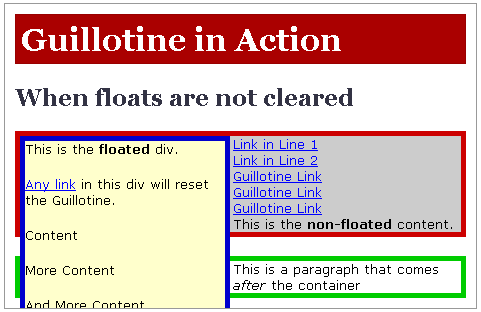 Guillotine in Action
When floats are not cleared
This is the floated div.
Any link in this div will reset
the Guillotine.
Content
More Content
And More Content
Link in Line 1
Link in Line 2
Guillotine Link
Guillotine Link
Guillotine Link
This is the non-floated content.
This is a paragraph that comes
after the container